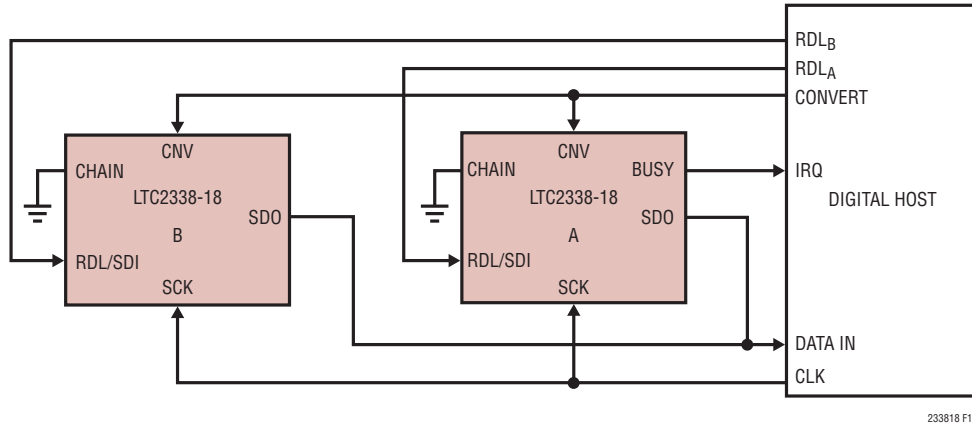 RDLB
RDLA
CONVERT
CNV
CHAIN
LTC2338-18
B
SDO
RDL/SDI
SCK
CNV
CHAIN
BUSY
LTC2338-18
A
SDO
RDL/SDI
SCK
IRQ
DIGITAL HOST
DATA IN
CLK
233818 F1